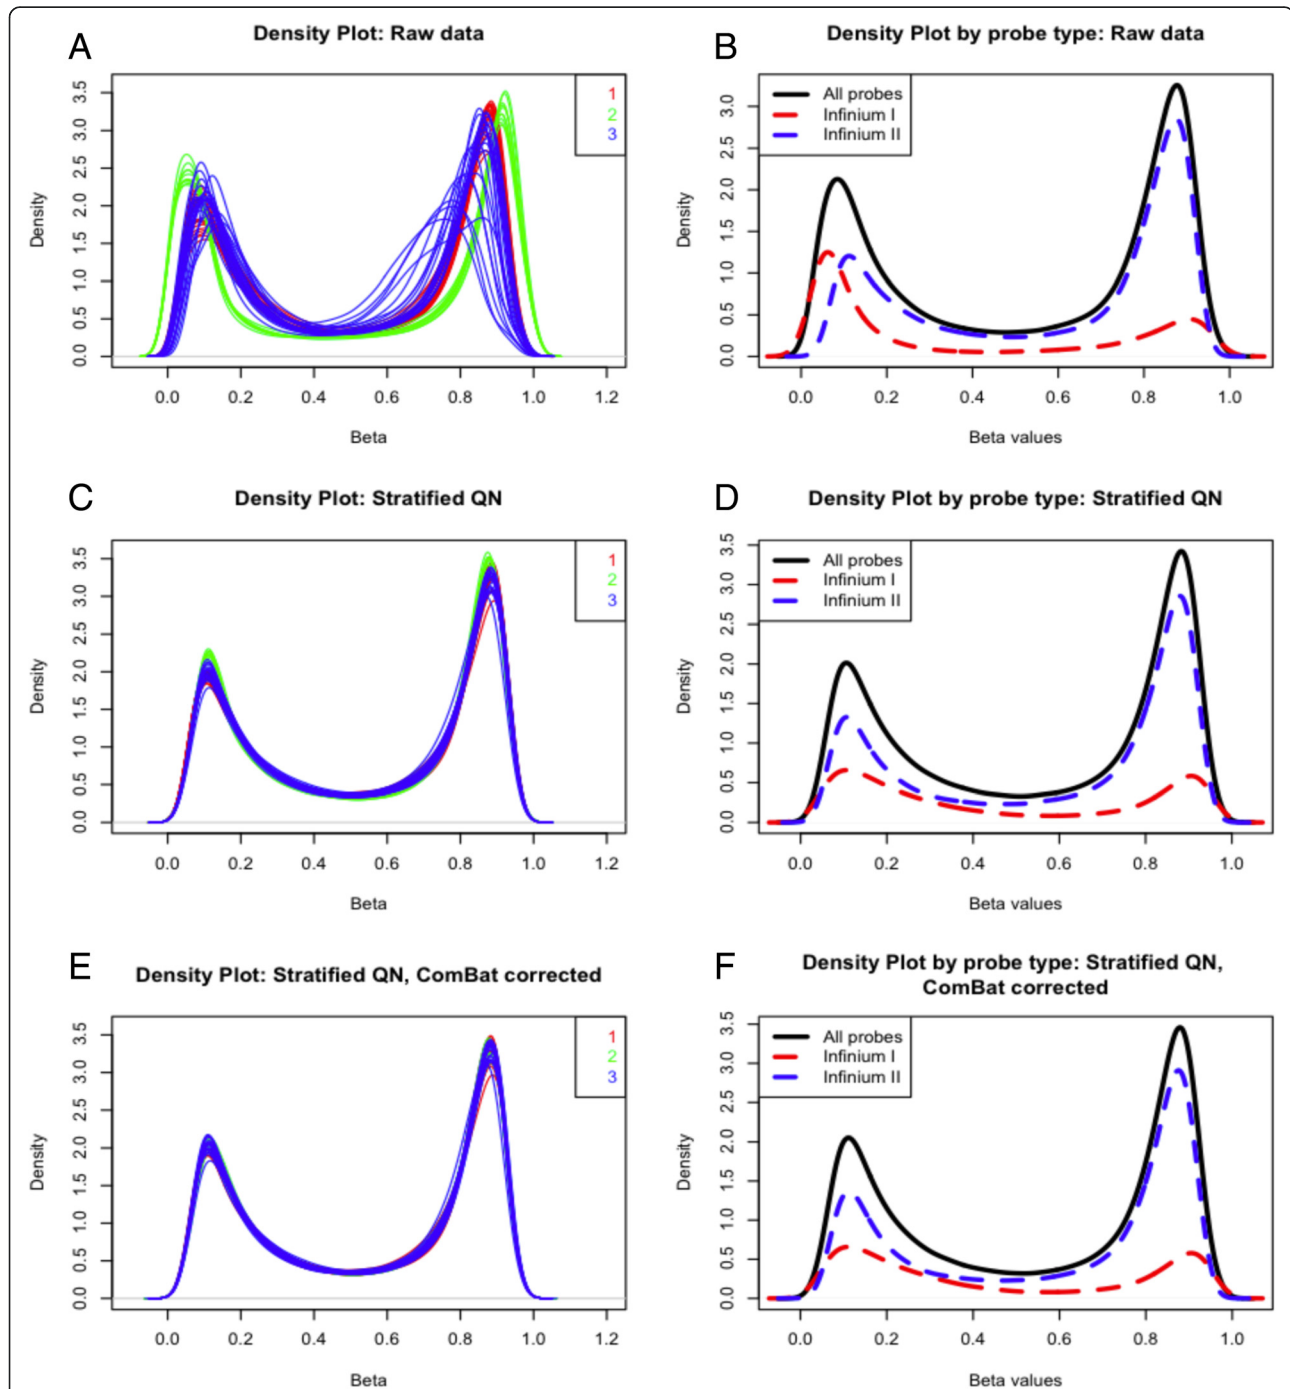 A
Density Plot: Raw data
Density
3.5
3.0
2.5
2.0
1.5
1.0
0.5
0.0
1
2
3
0.0 0.2 0.4 0.6 0.8 1.0 1.2
Beta
B
Density Plot by probe type: Raw data
Density
3.0
2.5
2.0
1.5
1.0
0.5
0.0
All probes
Infinium I
Infinium II
0.0 0.2 0.4 0.6 0.8 1.0
Beta values
C
Density Plot: Stratified QN
Density
3.5
3.0
2.5
2.0
1.5
1.0
0.5
0.0
1
2
3
0.0 0.2 0.4 0.6 0.8 1.0 1.2
Beta
D
Density Plot by probe type: Stratified QN
Density
3.5
3.0
2.5
2.0
1.5
1.0
0.5
0.0
All probes
Infinium I
Infinium II
0.0 0.2 0.4 0.6 0.8 1.0
Beta values
E
Density Plot: Stratified QN, ComBat corrected
Density
3.5
3.0
2.5
2.0
1.5
1.0
0.5
0.0
1
2
3
0.0 0.2 0.4 0.6 0.8 1.0 1.2
Beta
F
Density Plot by probe type: Stratified QN,
ComBat corrected
Density
3.5
3.0
2.5
2.0
1.5
1.0
0.5
0.0
All probes
Infinium I
Infinium II
0.0 0.2 0.4 0.6 0.8 1.0
Beta values